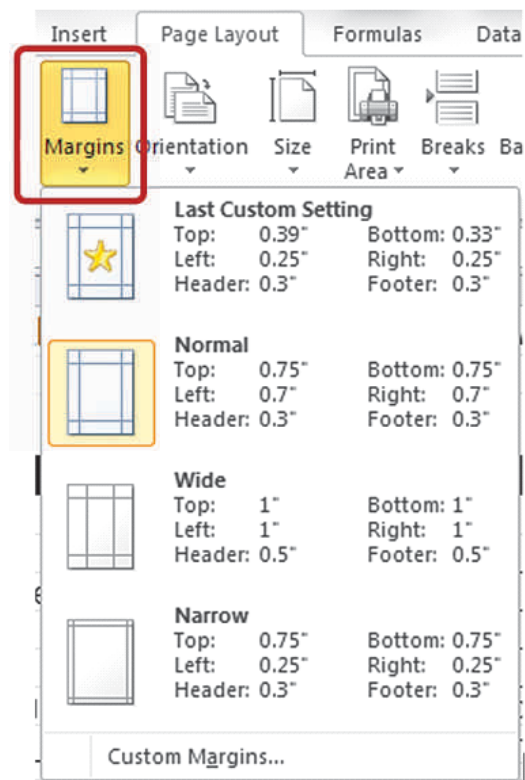 Insert Page Layout Formulas Data
Margins Orientation Size Print Area Breaks Ba
Last Custom Setting
Top: 0.39" Bottom: 0.33"
Left: 0.25" Right: 0.25"
Header: 0.3" Footer: 0.3"
Normal
Top: 0.75" Bottom: 0.75"
Left: 0.7" Right: 0.7"
Header: 0.3" Footer: 0.3"
Wide
Top: 1" Bottom: 1"
Left: 1" Right: 1"
Header: 0.5" Footer: 0.5"
Narrow
Top: 0.75" Bottom: 0.75"
Left: 0.25" Right: 0.25"
Header: 0.3" Footer: 0.3"
Custom Margins...